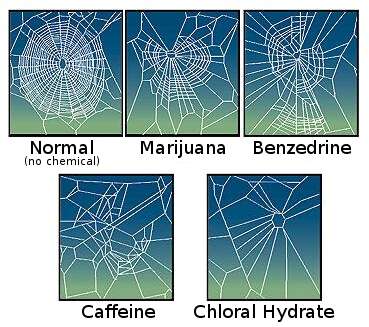 Normal
(no chemical)
Marijuana
Benzedrine
Caffeine
Chloral Hydrate